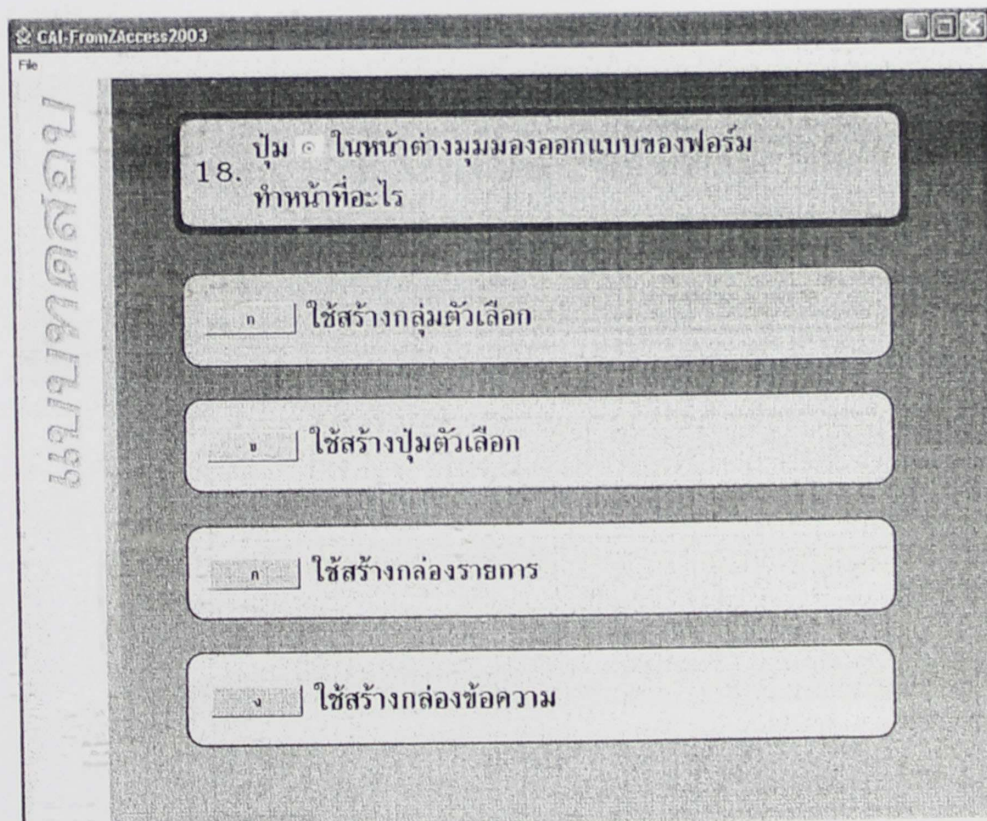 CAI-FromZAccess2003
File
แบบทดสอบ
18. ปุ่ม ในหน้าต่างมุมมองออกแบบของฟอร์ม
ทำหน้าที่อะไร
ก ใช้สร้างกลุ่มตัวเลือก
ข ใช้สร้างปุ่มตัวเลือก
ค ใช้สร้างกล่องรายการ
ง ใช้สร้างกล่องข้อความ